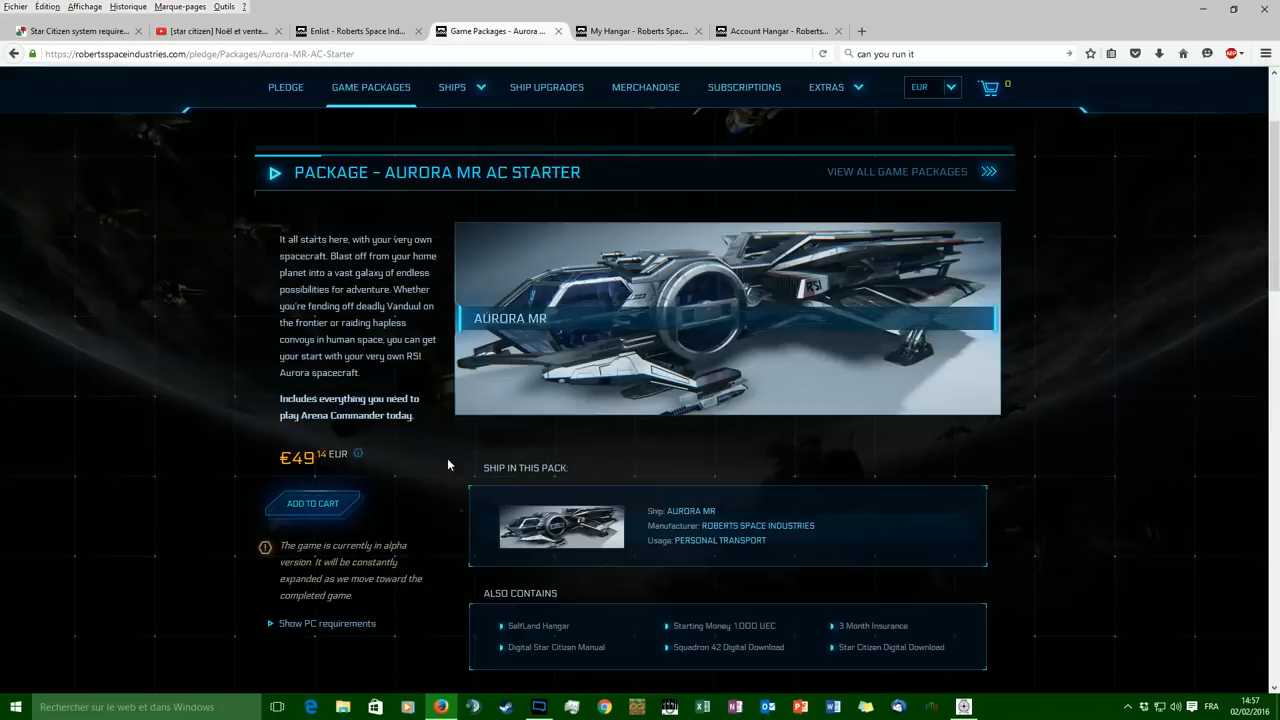 Fichier Édition Affichage Historique Marque-pages Outils ?
Star Citizen system require... [star citizen] Noël et vente... Enlist - Roberts Space Ind... Game Packages - Aurora ... My Hangar - Roberts Spa... Account Hangar - Roberts...
https://robertsspaceindustries.com/pledge/Packages/Aurora-MR-AC-Starter can you run it
PLEDGE GAME PACKAGES SHIPS SHIP UPGRADES MERCHANDISE SUBSCRIPTIONS EXTRAS EUR 0
PACKAGE - AURORA MR AC STARTER VIEW ALL GAME PACKAGES
It all starts here, with your very own
spacecraft. Blast off from your home
planet into a vast galaxy of endless
possibilities for adventure. Whether
you're fending off deadly Vanduul on
the frontier or raiding hapless
convoys in human space, you can get
your start with your very own RSI
Aurora spacecraft.
Includes everything you need to
play Arena Commander today.
€49.14 EUR
ADD TO CART
The game is currently in alpha
version. It will be constantly
expanded as we move toward the
completed game.
Show PC requirements
RSI
AURORA MR
SHIP IN THIS PACK:
Ship: AURORA MR
Manufacturer: ROBERTS SPACE INDUSTRIES
Usage: PERSONAL TRANSPORT
ALSO CONTAINS
SelfLand Hangar Starting Money: 1,000 UEC 3 Month Insurance
Digital Star Citizen Manual Squadron 42 Digital Download Star Citizen Digital Download
Rechercher sur le web et dans Windows FRA 14:57
02/02/2016